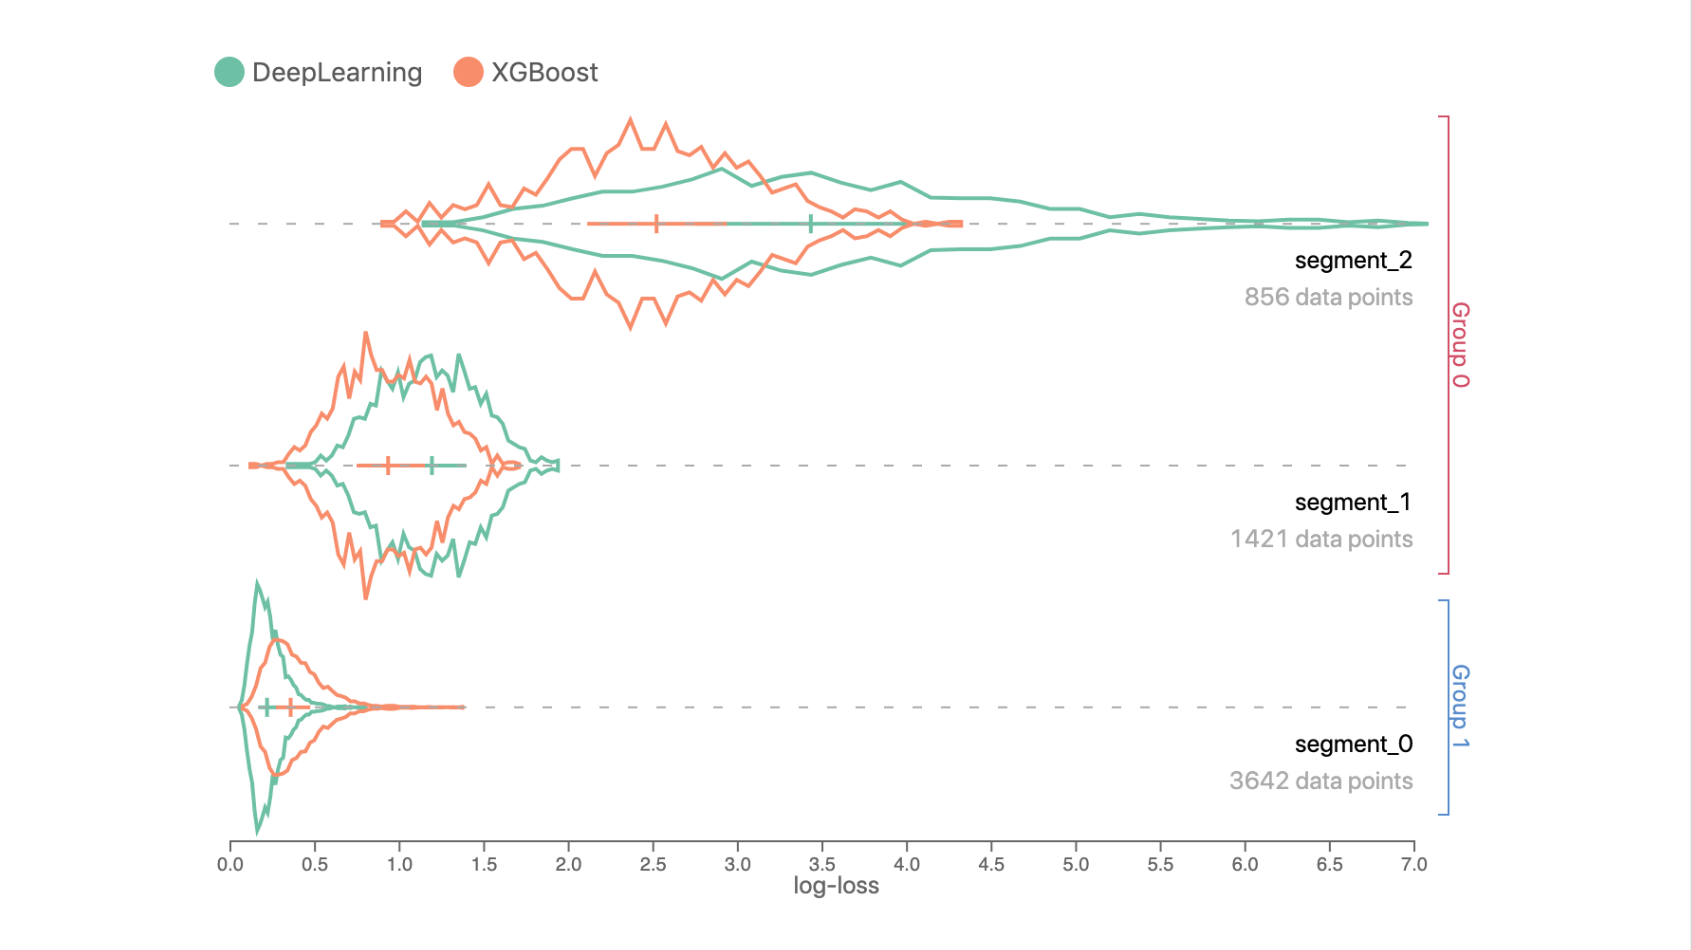 DeepLearning XGBoost
segment_2
856 data points
Group 0
segment_1
1421 data points
segment_0
3642 data points
Group 1
0.0 0.5 1.0 1.5 2.0 2.5 3.0 3.5 4.0 4.5 5.0 5.5 6.0 6.5 7.0
log-loss